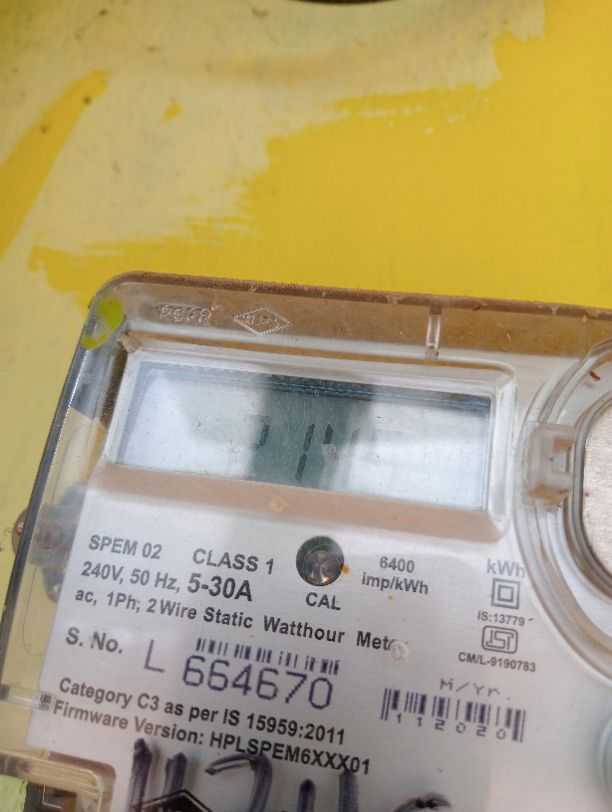 SPEM 02 CLASS 1
6400
imp/kWh
kWh
240V, 50 Hz, 5-30A
CAL
ac, 1Ph; 2 Wire Static Watthour Meter
IS:13779
CM/L-9190783
S. No. L 664670
M/Yr.
112020
Category C3 as per IS 15959:2011
Firmware Version: HPLSPEM6XXX01